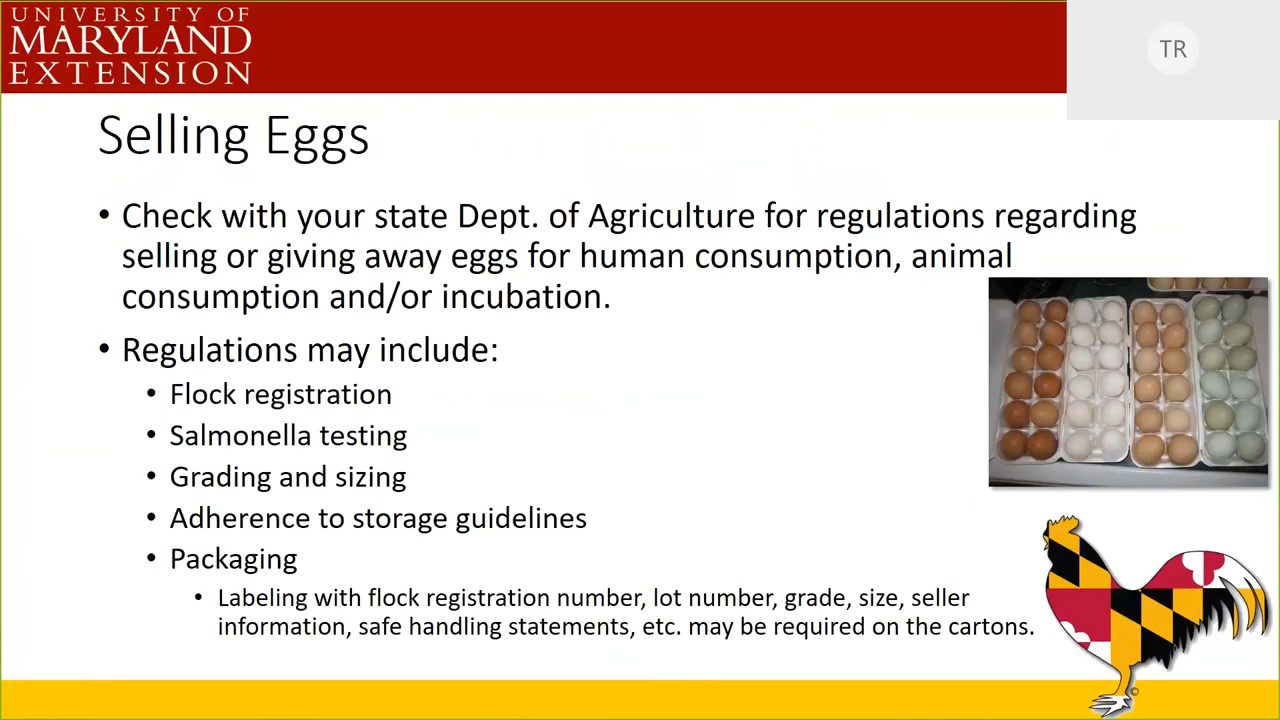 UNIVERSITY OF
MARYLAND
EXTENSION
TR
Selling Eggs
• Check with your state Dept. of Agriculture for regulations regarding
selling or giving away eggs for human consumption, animal
consumption and/or incubation.
• Regulations may include:
• Flock registration
• Salmonella testing
• Grading and sizing
• Adherence to storage guidelines
• Packaging
• Labeling with flock registration number, lot number, grade, size, seller
information, safe handling statements, etc. may be required on the cartons.
©